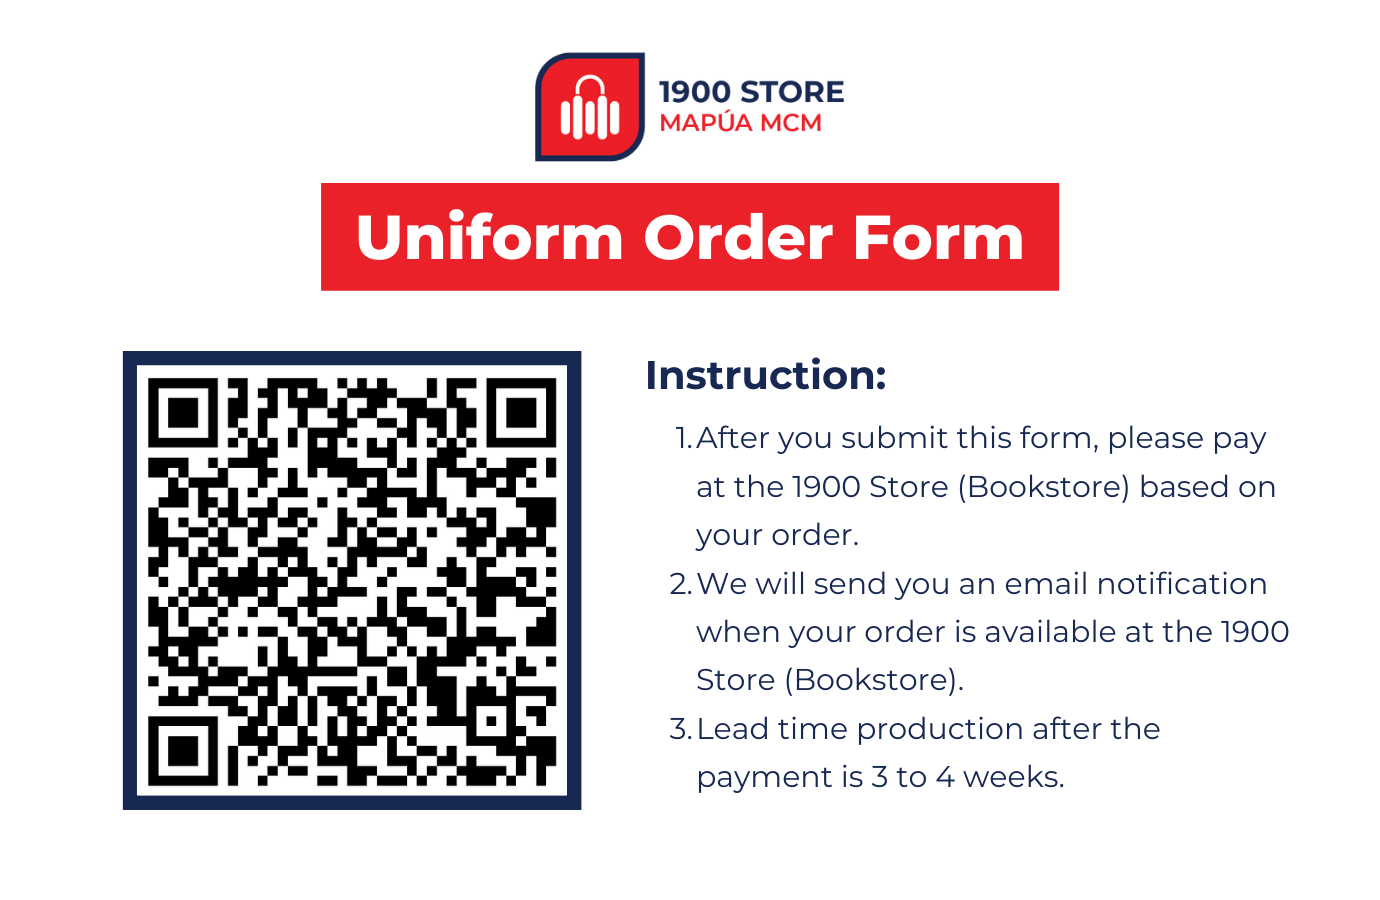 1900 STORE
MAPÚA MCM
Uniform Order Form
Instruction:
1. After you submit this form, please pay
at the 1900 Store (Bookstore) based on
your order.
2. We will send you an email notification
when your order is available at the 1900
Store (Bookstore).
3. Lead time production after the
payment is 3 to 4 weeks.